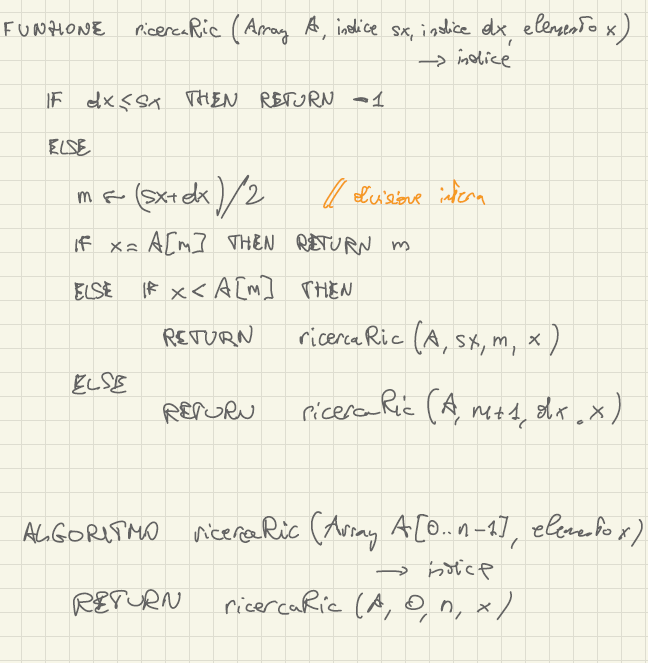 FUNZIONE ricercaRic (Array A, indice sx, indice dx, elemento x)
→ indice
IF dx ≤ sx THEN RETURN -1
ELSE
m ← (sx+dx)/2 // divisione intera
IF x = A[m] THEN RETURN m
ELSE IF x < A[m] THEN
RETURN ricercaRic (A, sx, m, x)
ELSE
RETURN ricercaRic (A, m+1, dx, x)
ALGORITMO ricercaRic (Array A[0..n-1], elemento x)
→ indice
RETURN ricercaRic (A, 0, n, x)